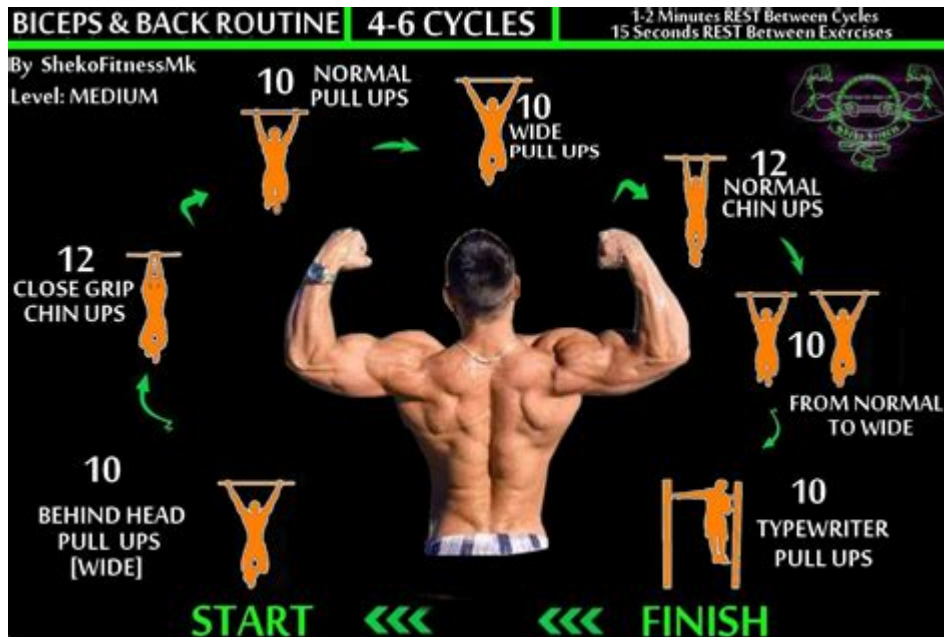 BICEPS & BACK ROUTINE
4-6 CYCLES
1-2 Minutes REST Between Cycles
15 Seconds REST Between Exercises
By ShekoFitnessMk
Level: MEDIUM
10
NORMAL
PULL UPS
10
WIDE
PULL UPS
12
NORMAL
CHIN UPS
12
CLOSE GRIP
CHIN UPS
10
FROM NORMAL
TO WIDE
10
BEHIND HEAD
PULL UPS
[WIDE]
10
TYPEWRITER
PULL UPS
START
<<<
<<<
FINISH